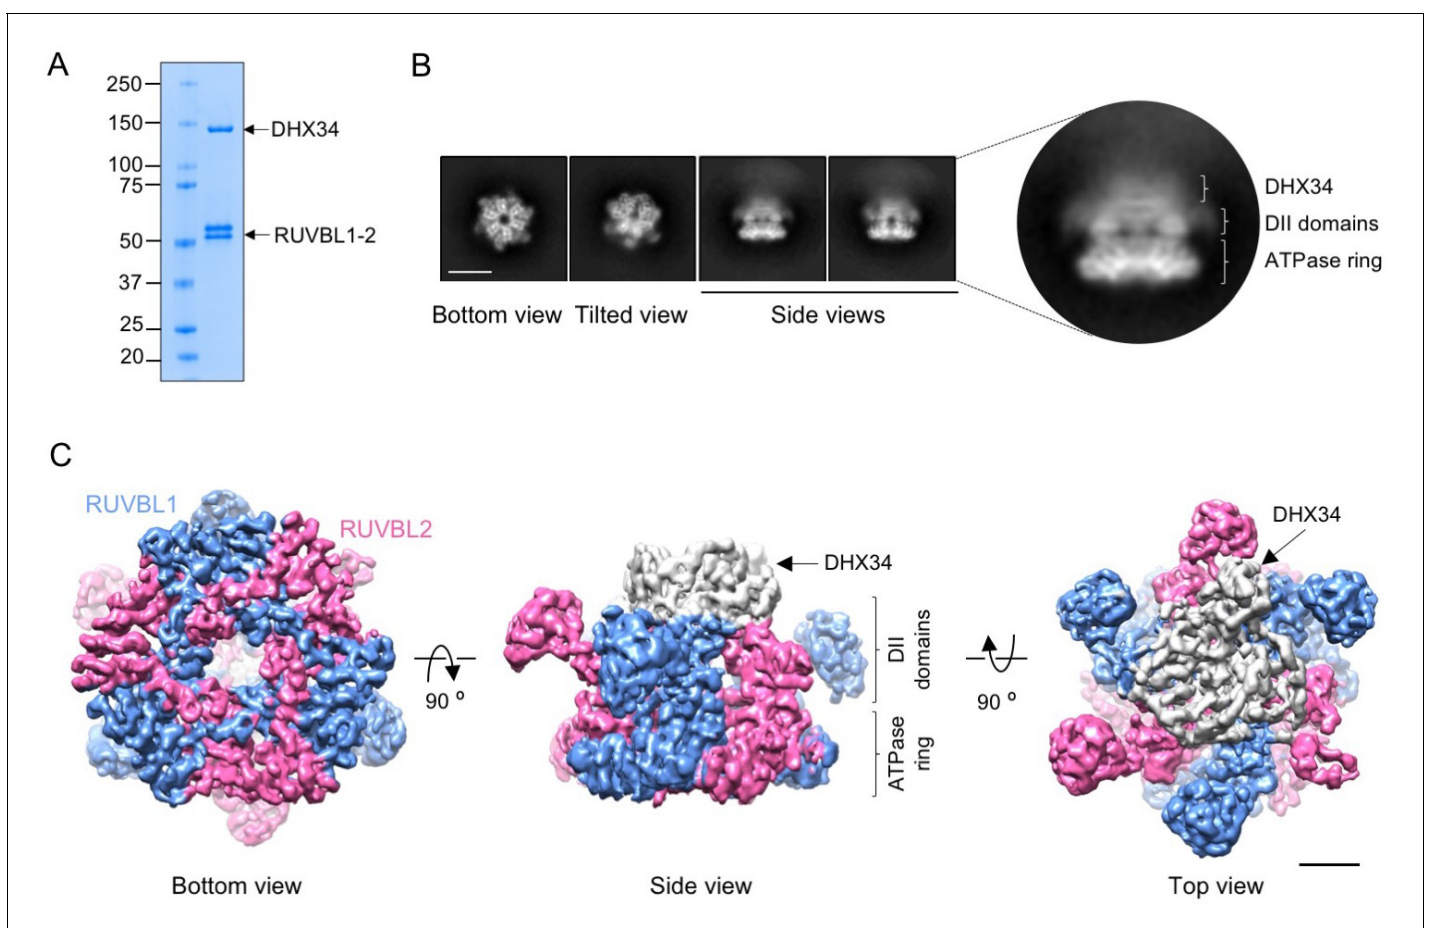 A
250
150
100
75
50
37
25
20
DHX34
RUVBL1-2
B
Bottom view
Tilted view
Side views
DHX34
DII domains
ATPase ring
C
RUVBL1
RUVBL2
Bottom view
90 º
DHX34
DII
domains
ATPase
ring
Side view
90 º
DHX34
Top view